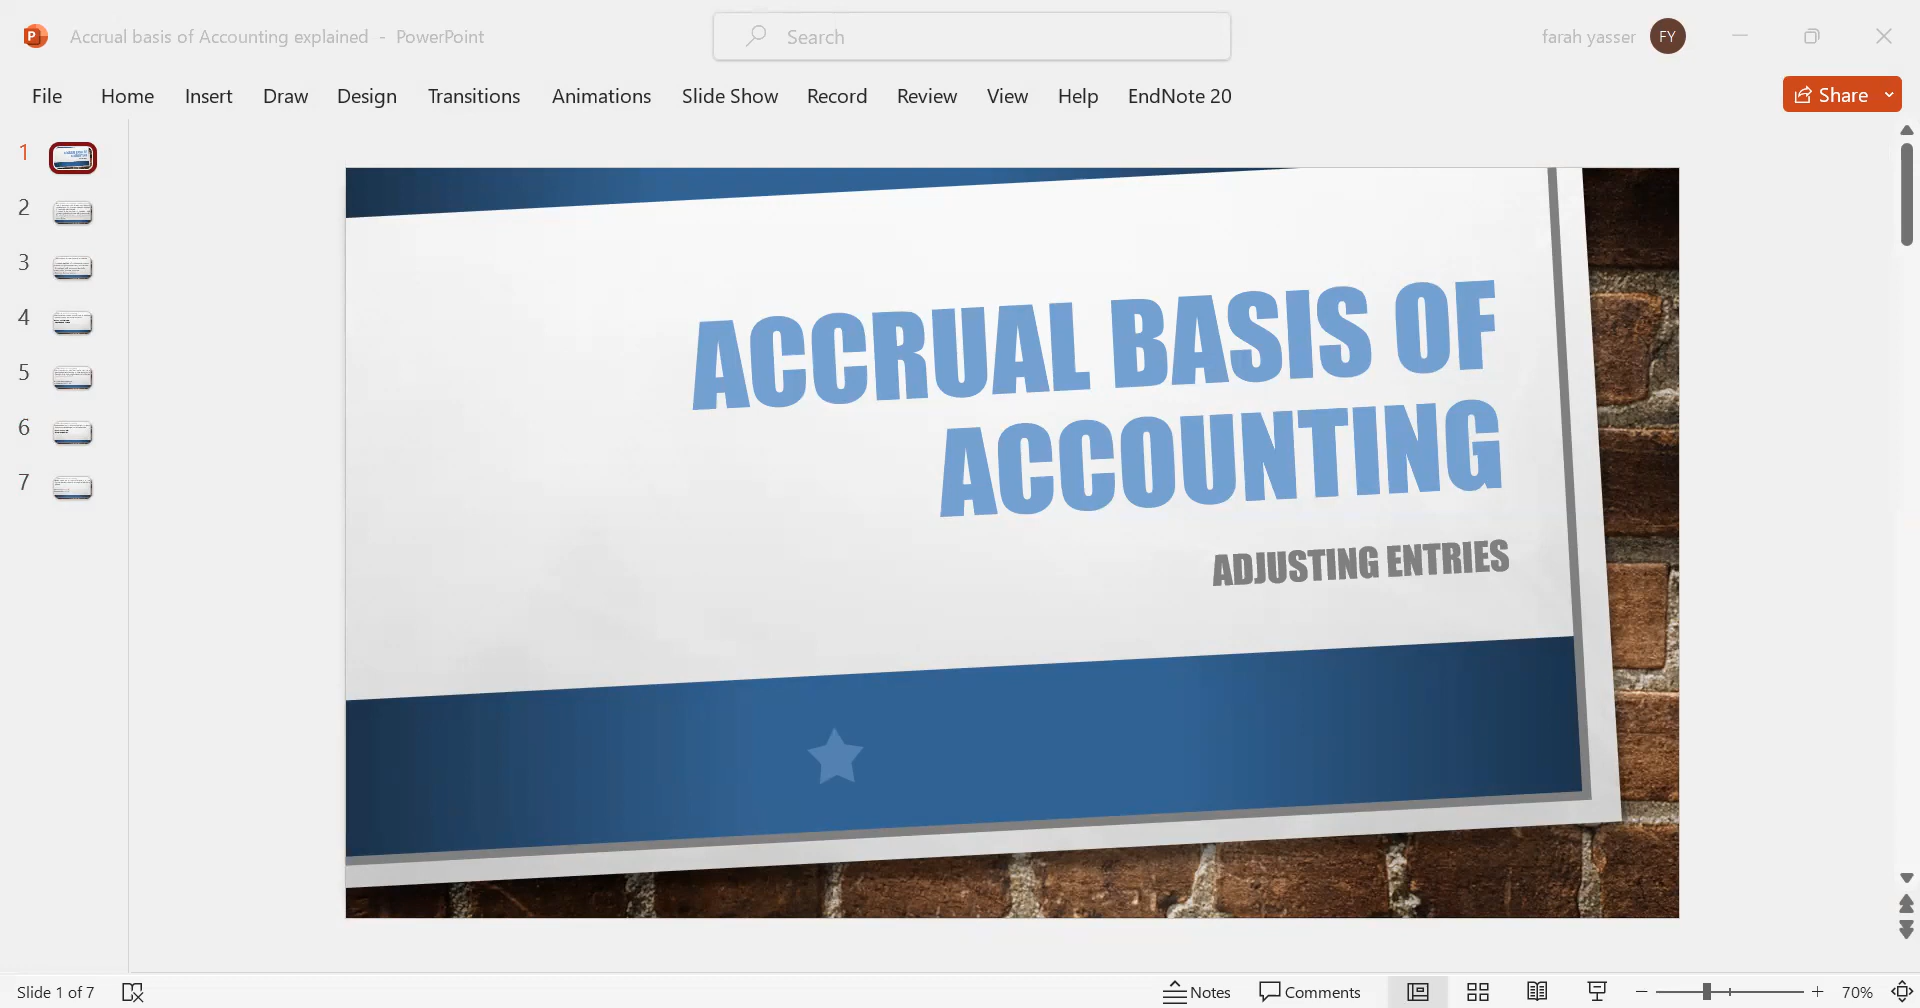 Accrual basis of Accounting explained - PowerPoint
Search
farah yasser
FY
File Home Insert Draw Design Transitions Animations Slide Show Record Review View Help EndNote 20
Share
1
2
3
4
5
6
7
ACCRUAL BASIS OF
ACCOUNTING
ADJUSTING ENTRIES
Slide 1 of 7
Notes
Comments
70%